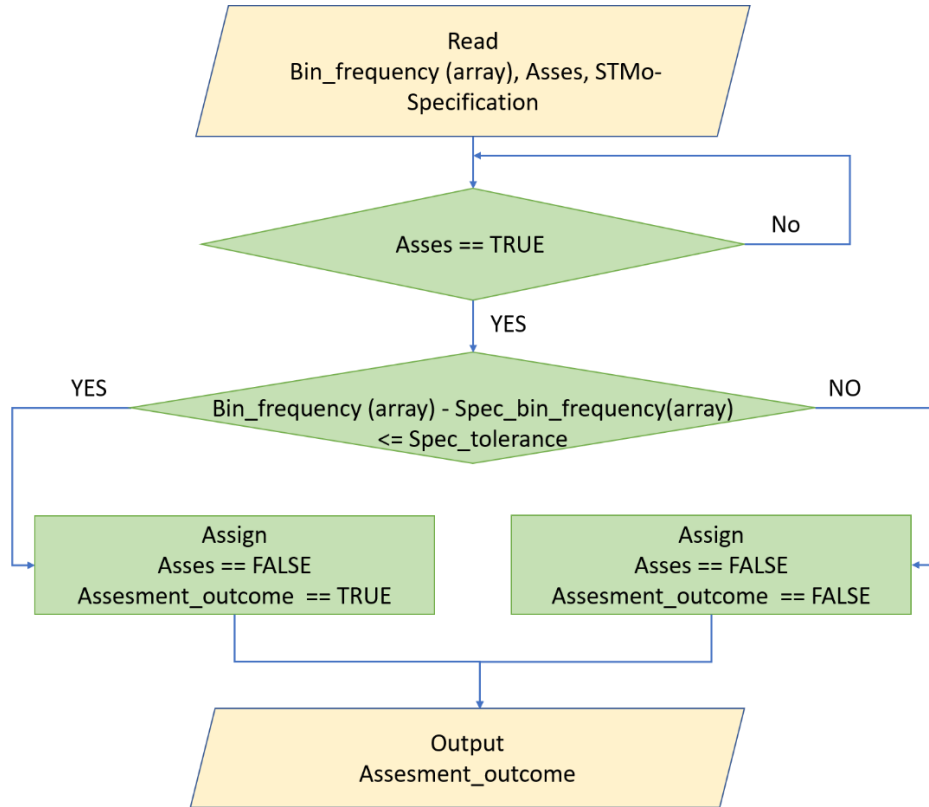 Read
Bin_frequency (array), Asses, STMo-
Specification
Asses == TRUE
No
YES
YES
NO
Bin_frequency (array) - Spec_bin_frequency(array)
<= Spec_tolerance
Assign
Asses == FALSE
Assesment_outcome == TRUE
Assign
Asses == FALSE
Assesment_outcome == FALSE
Output
Assesment_outcome